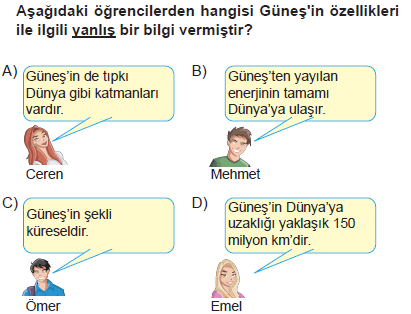 Aşağıdaki öğrencilerden hangisi Güneş'in özellikleri
ile ilgili yanlış bir bilgi vermiştir?
A)
Güneş'in de tıpkı
Dünya gibi katmanları
vardır.
Ceren
B)
Güneş'ten yayılan
enerjinin tamamı
Dünya'ya ulaşır.
Mehmet
C)
Güneş'in şekli
küreseldir.
Ömer
D)
Güneş'in Dünya'ya
uzaklığı yaklaşık 150
milyon km'dir.
Emel